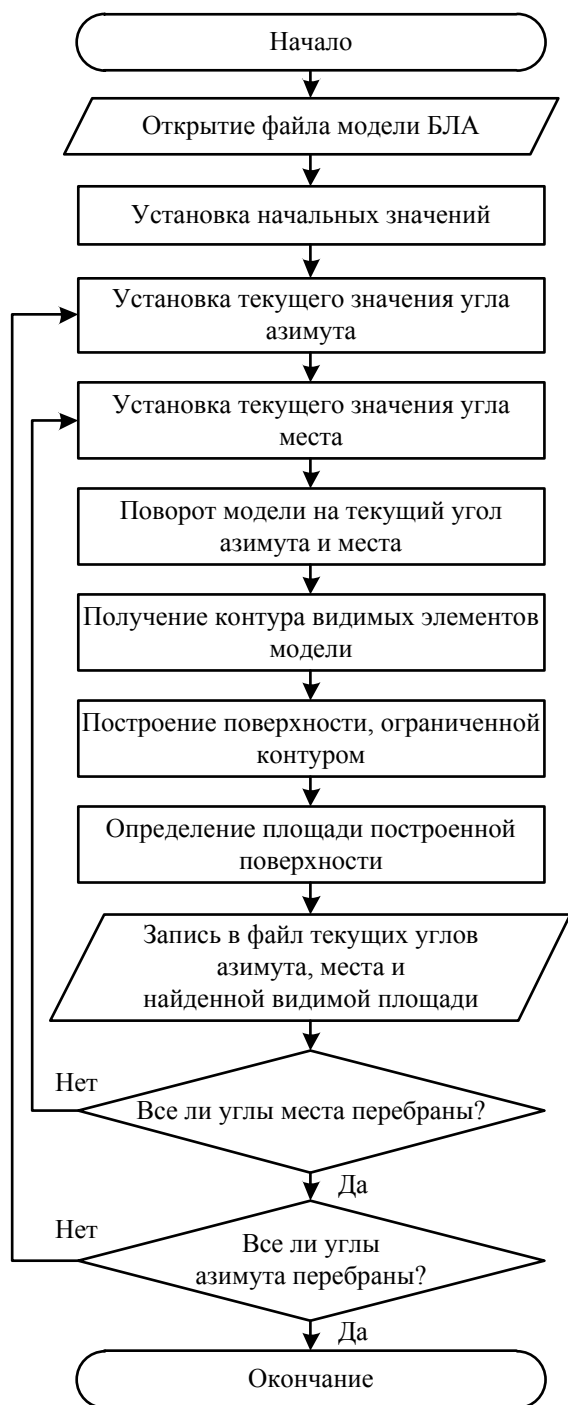 Начало
Открытие файла модели БЛА
Установка начальных значений
Установка текущего значения угла
азимута
Установка текущего значения угла
места
Поворот модели на текущий угол
азимута и места
Получение контура видимых элементов
модели
Построение поверхности, ограниченной
контуром
Определение площади построенной
поверхности
Запись в файл текущих углов
азимута, места и
найденной видимой площади
Нет
Все ли углы места перебраны?
Да
Нет
Все ли углы
азимута перебраны?
Да
Окончание